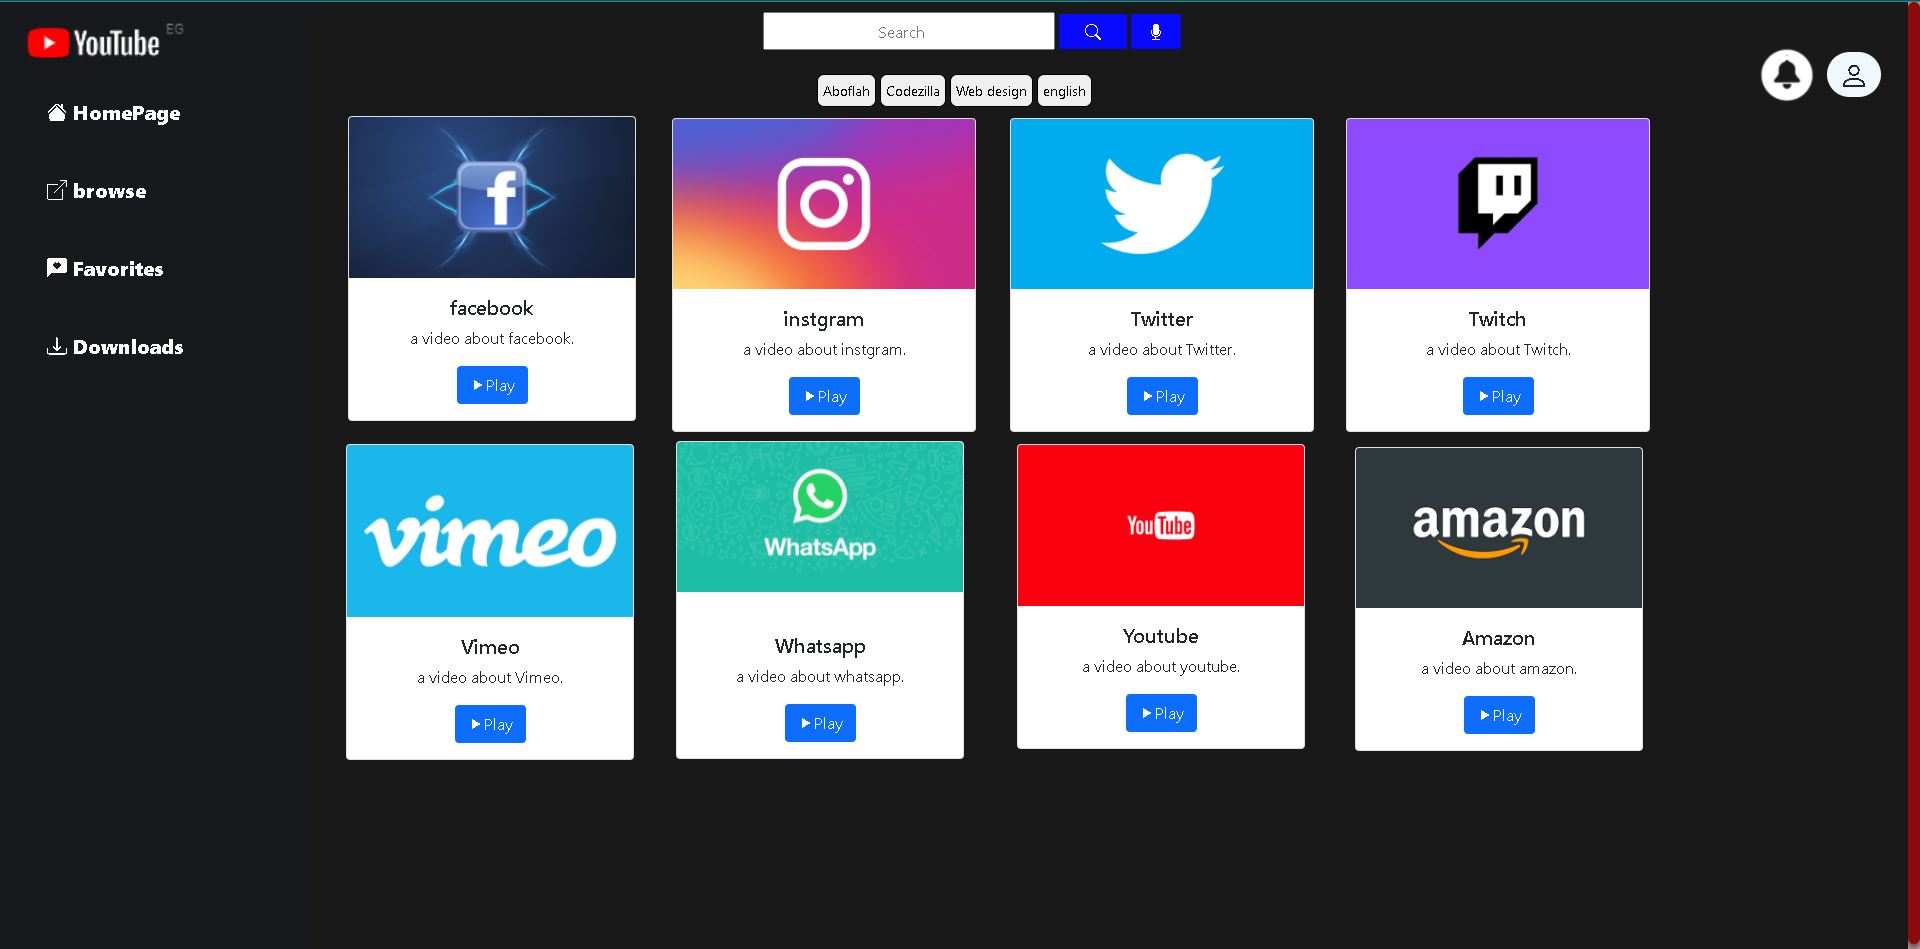 YouTube EG
Search
Aboflah Codezilla Web design english
HomePage
browse
Favorites
Downloads
facebook
a video about facebook.
Play
instgram
a video about instgram.
Play
Twitter
a video about Twitter.
Play
Twitch
a video about Twitch.
Play
vimeo
Vimeo
a video about Vimeo.
Play
WhatsApp
Whatsapp
a video about whatsapp.
Play
YouTube
Youtube
a video about youtube.
Play
amazon
Amazon
a video about amazon.
Play